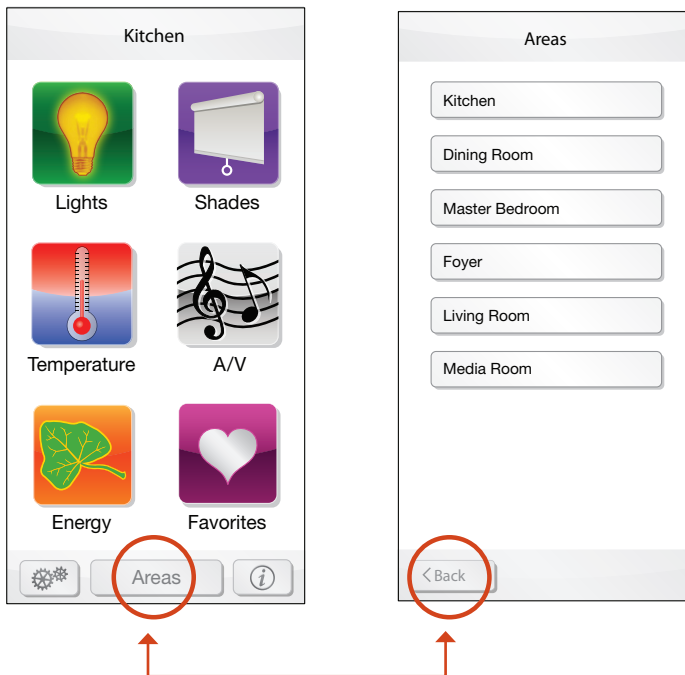 Kitchen
Lights
Shades
Temperature
A/V
Energy
Favorites
Areas
i
Areas
Kitchen
Dining Room
Master Bedroom
Foyer
Living Room
Media Room
Back